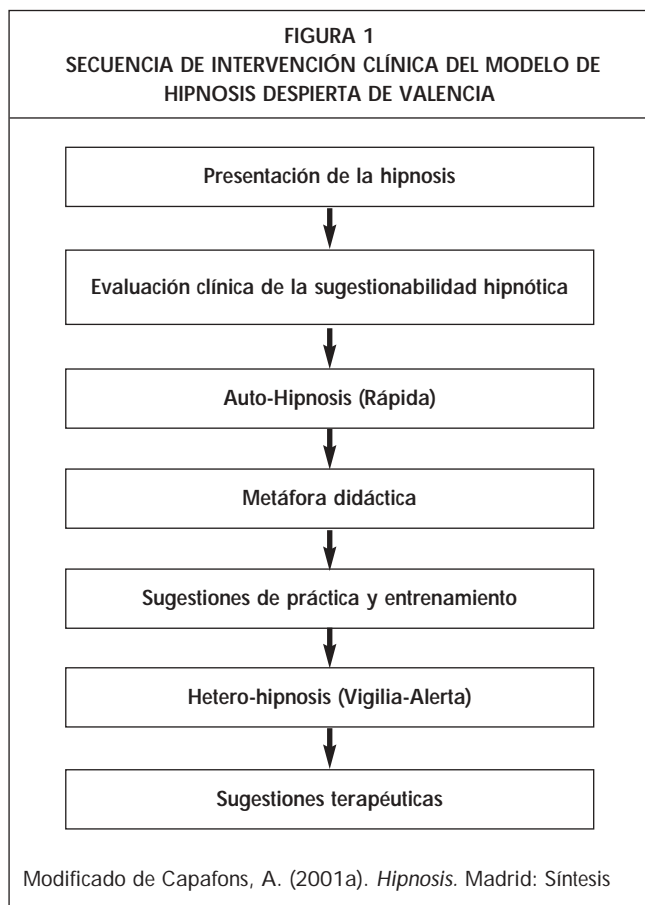 FIGURA 1
SECUENCIA DE INTERVENCIÓN CLÍNICA DEL MODELO DE
HIPNOSIS DESPIERTA DE VALENCIA
Presentación de la hipnosis
Evaluación clínica de la sugestionabilidad hipnótica
Auto-Hipnosis (Rápida)
Metáfora didáctica
Sugestiones de práctica y entrenamiento
Hetero-hipnosis (Vigilia-Alerta)
Sugestiones terapéuticas
Modificado de Capafons, A. (2001a). Hipnosis. Madrid: Síntesis